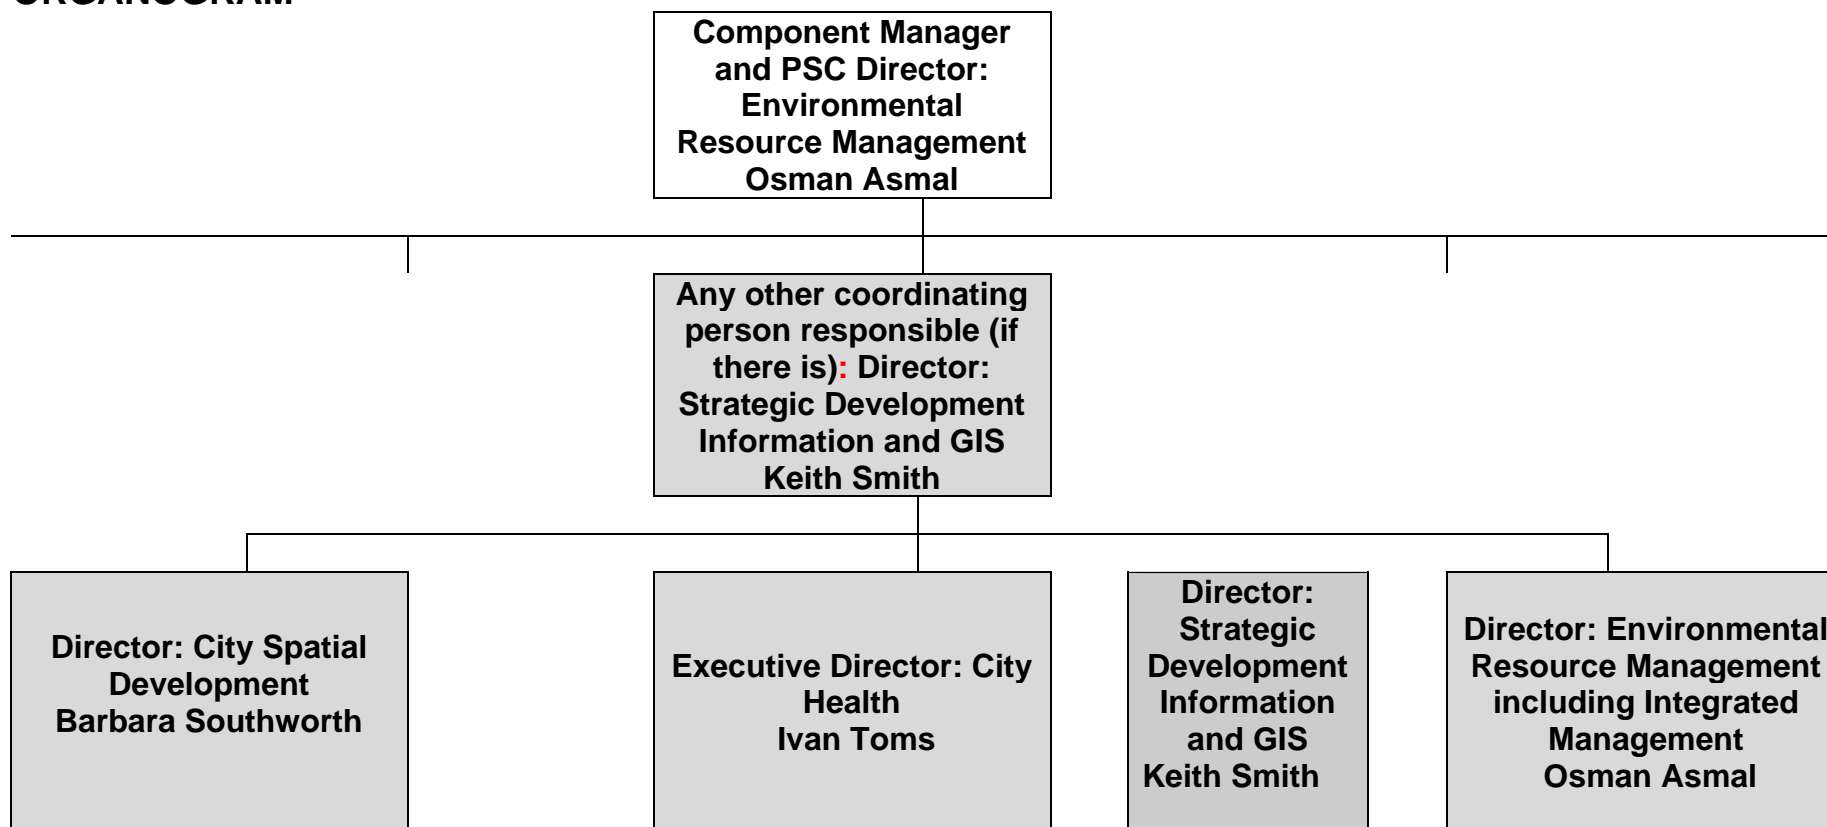 ORGANOGRAM
Component Manager
and PSC Director:
Environmental
Resource Management
Osman Asmal
Any other coordinating
person responsible (if
there is): Director:
Strategic Development
Information and GIS
Keith Smith
Director: City Spatial
Development
Barbara Southworth
Executive Director: City
Health
Ivan Toms
Director:
Strategic
Development
Information
and GIS
Keith Smith
Director: Environmental
Resource Management
including Integrated
Management
Osman Asmal